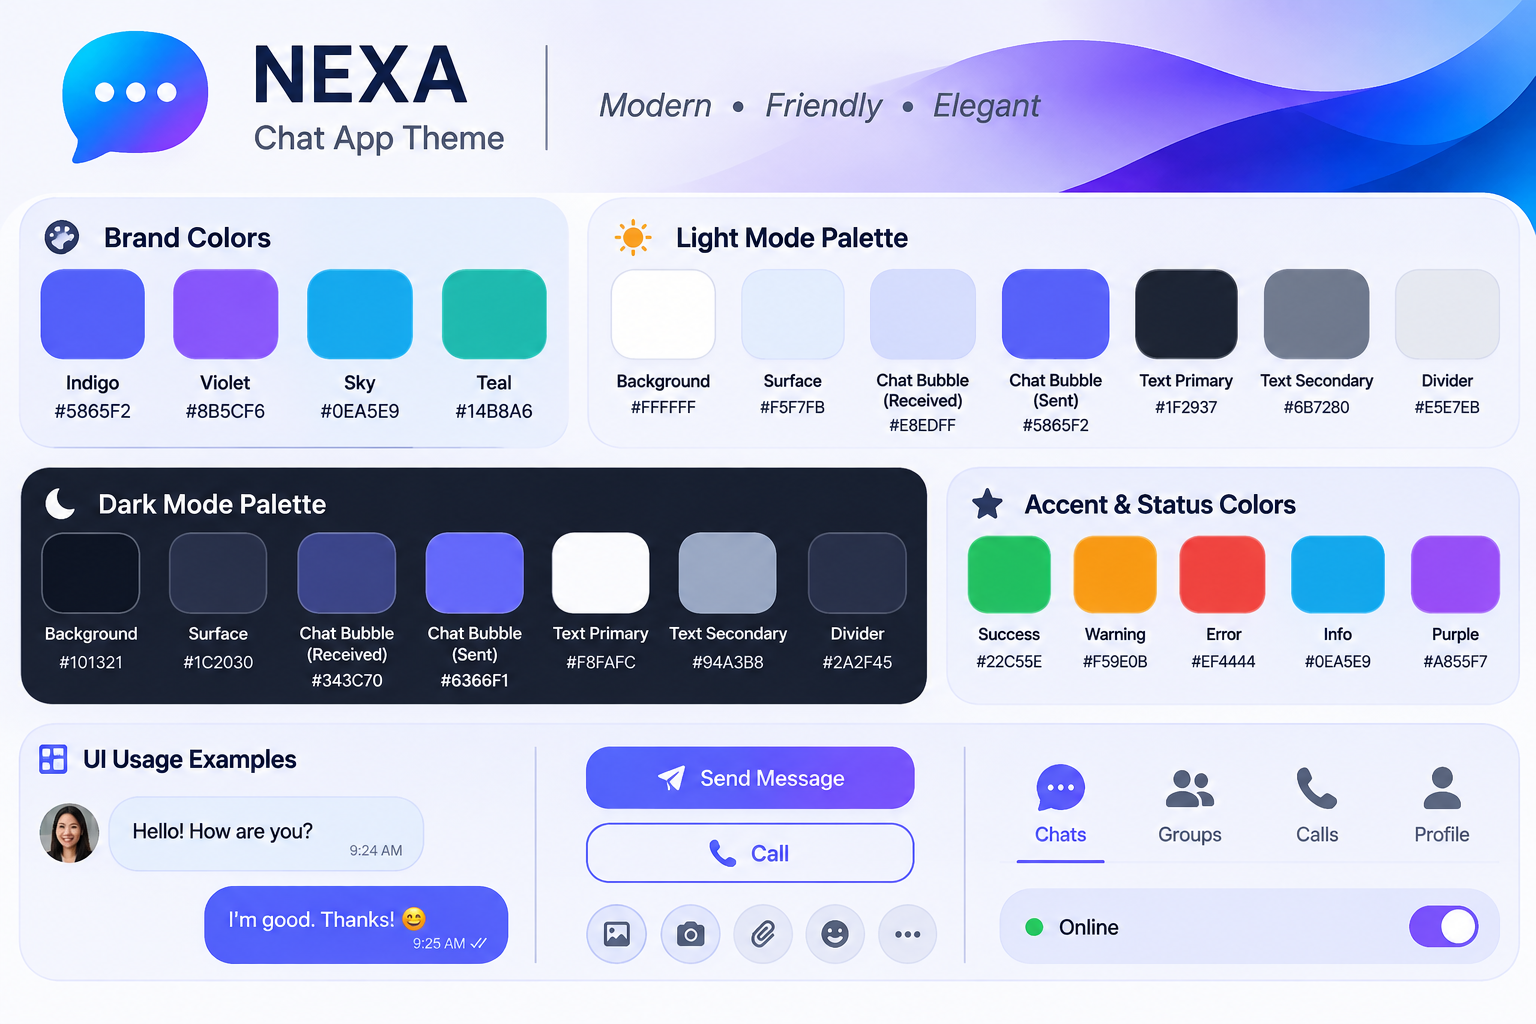 NEXA
Chat App Theme
Modern • Friendly • Elegant
Brand Colors
Indigo
#5865F2
Violet
#8B5CF6
Sky
#0EA5E9
Teal
#14B8A6
Light Mode Palette
Background
#FFFFFF
Surface
#F5F7FB
Chat Bubble
(Received)
#E8EDFF
Chat Bubble
(Sent)
#5865F2
Text Primary
#1F2937
Text Secondary
#6B7280
Divider
#E5E7EB
Dark Mode Palette
Background
#101321
Surface
#1C2030
Chat Bubble
(Received)
#343C70
Chat Bubble
(Sent)
#6366F1
Text Primary
#F8FAFC
Text Secondary
#94A3B8
Divider
#2A2F45
Accent & Status Colors
Success
#22C55E
Warning
#F59E0B
Error
#EF4444
Info
#0EA5E9
Purple
#A855F7
UI Usage Examples
Hello! How are you?
9:24 AM
I'm good. Thanks! 😊
9:25 AM
Send Message
Call
Chats
Groups
Calls
Profile
Online